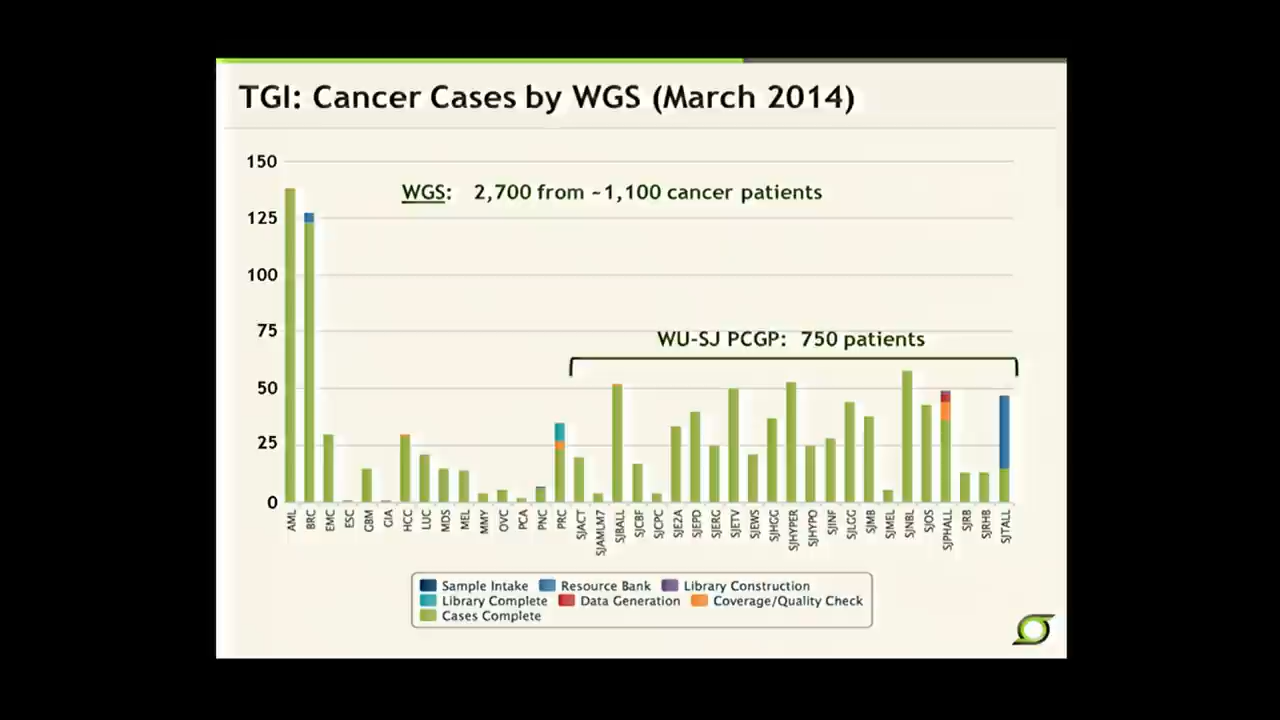 TGI: Cancer Cases by WGS (March 2014)
150
WGS: 2,700 from ~1,100 cancer patients
125
100
75
WU-SJ PCGP: 750 patients
50
25
0
AML BRC EMC ESC GBM GIA HCC LUC MDS MEL MMY OVC PCA PNC PRC SJACT SJAMLM7 SJBALL SJCBF SJCPC SJE2A SJEPD SJERG SJETV SJEWS SJHGG SJHYPER SJHYPO SJINF SJLGG SJMB SJMEL SJNBL SJOS SJPHALL SJRB SJRHB SJTALL
Sample Intake Resource Bank Library Construction
Library Complete Data Generation Coverage/Quality Check
Cases Complete